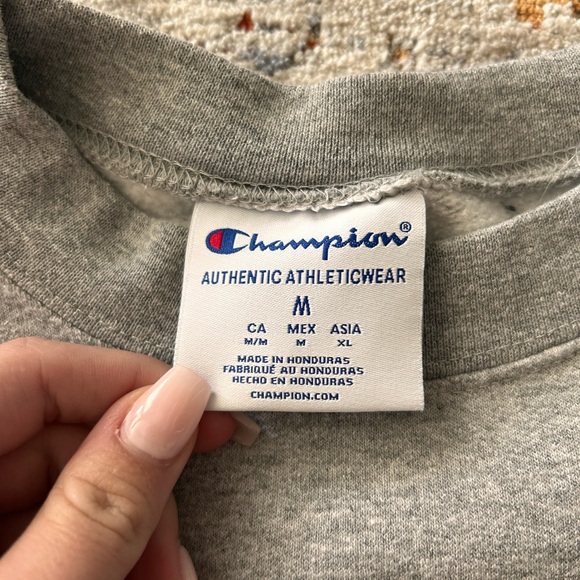 Champion®
AUTHENTIC ATHLETICWEAR
M
CA MEX ASIA
M/M M XL
MADE IN HONDURAS
FABRIQUÉ AU HONDURAS
HECHO EN HONDURAS
CHAMPION.COM